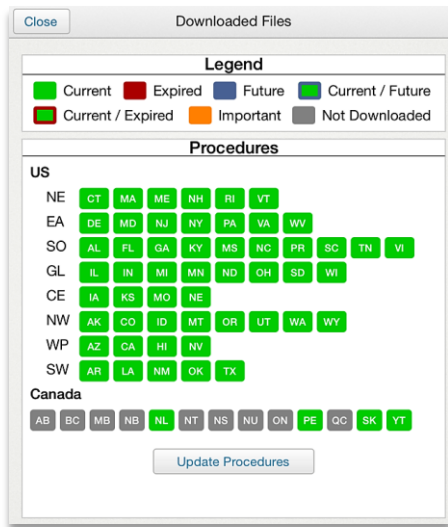 Close Downloaded Files
Legend
Current Expired Future Current / Future
Current / Expired Important Not Downloaded
Procedures
US
NE CT MA ME NH RI VT
EA DE MD NJ NY PA VA WV
SO AL FL GA KY MS NC PR SC TN VI
GL IL IN MI MN ND OH SD WI
CE IA KS MO NE
NW AK CO ID MT OR UT WA WY
WP AZ CA HI NV
SW AR LA NM OK TX
Canada
AB BC MB NB NL NT NS NU ON PE QC SK YT
Update Procedures